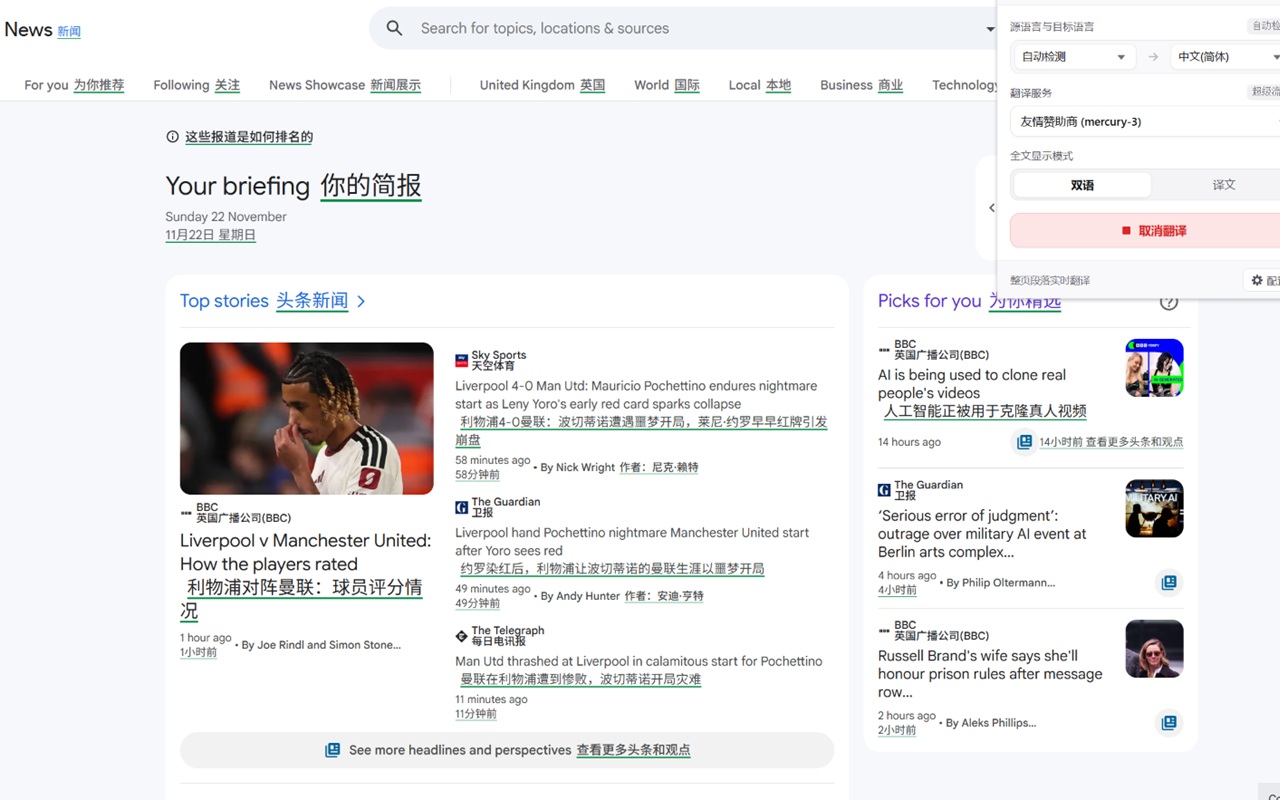 News 新闻
Search for topics, locations & sources
For you 为你推荐
Following 关注
News Showcase 新闻展示
United Kingdom 英国
World 国际
Local 本地
Business 商业
Technology
源语言与目标语言
自动检
自动检测
中文(简体)
翻译服务
超级流
友情赞助商 (mercury-3)
全文显示模式
双语
译文
取消翻译
整页段落实时翻译
配置
这些报道是如何排名的
Your briefing 你的简报
Sunday 22 November
11月22日 星期日
Top stories 头条新闻
BBC
英国广播公司(BBC)
Liverpool v Manchester United:
How the players rated
利物浦对阵曼联：球员评分情
况
1 hour ago
1小时前
• By Joe Rindl and Simon Stone...
Sky Sports
天空体育
Liverpool 4-0 Man Utd: Mauricio Pochettino endures nightmare
start as Leny Yoro's early red card sparks collapse
利物浦4-0曼联：波切蒂诺遭遇噩梦开局，莱尼·约罗早早红牌引发
崩盘
58 minutes ago
58分钟前
• By Nick Wright 作者：尼克·赖特
The Guardian
卫报
Liverpool hand Pochettino nightmare Manchester United start
after Yoro sees red
约罗染红后，利物浦让波切蒂诺的曼联生涯以噩梦开局
49 minutes ago
49分钟前
• By Andy Hunter 作者：安迪·亨特
The Telegraph
每日电讯报
Man Utd thrashed at Liverpool in calamitous start for Pochettino
曼联在利物浦遭到惨败，波切蒂诺开局灾难
11 minutes ago
11分钟前
See more headlines and perspectives 查看更多头条和观点
Picks for you 为你精选
BBC
英国广播公司(BBC)
AI is being used to clone real
people's videos
人工智能正被用于克隆真人视频
14 hours ago
14小时前 查看更多头条和观点
The Guardian
卫报
‘Serious error of judgment’:
outrage over military AI event at
Berlin arts complex...
MILITARY AI
4 hours ago
4小时前
• By Philip Oltermann...
BBC
英国广播公司(BBC)
Russell Brand's wife says she'll
honour prison rules after message
row...
2 hours ago
2小时前
• By Aleks Phillips...